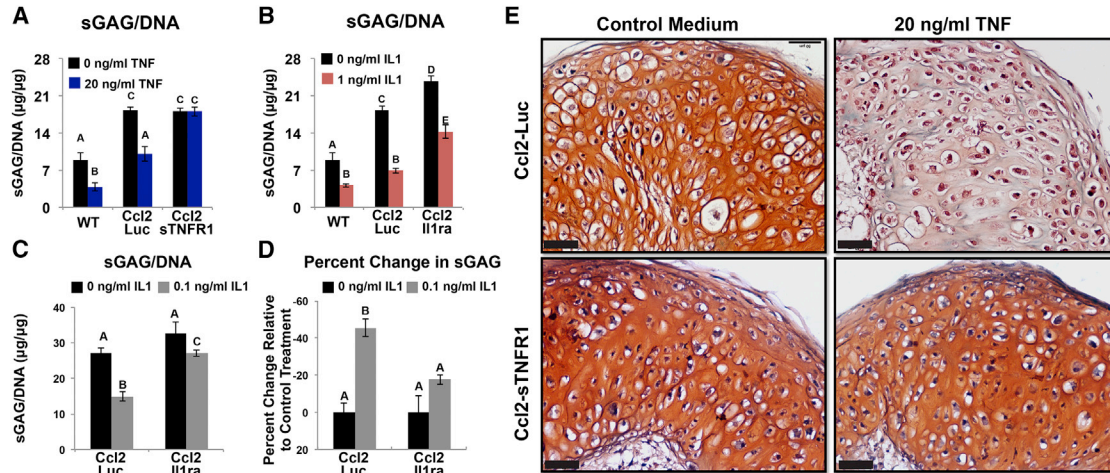 A
sGAG/DNA
sGAG/DNA (µg/µg)
28
21
14
7
0
0 ng/ml TNF
20 ng/ml TNF
A
B
C
A
C
C
WT
Ccl2
Luc
Ccl2
sTNFR1
B
sGAG/DNA
sGAG/DNA (µg/µg)
28
21
14
7
0
0 ng/ml IL1
1 ng/ml IL1
A
B
C
B
D
E
WT
Ccl2
Luc
Ccl2
Il1ra
C
sGAG/DNA
0 ng/ml IL1
0.1 ng/ml IL1
sGAG/DNA (µg/µg)
40
30
20
10
0
A
B
A
C
Ccl2
Luc
Ccl2
Il1ra
D
Percent Change in sGAG
0 ng/ml IL1
0.1 ng/ml IL1
Percent Change Relative
to Control Treatment
-60
-40
-20
0
20
A
B
A
A
Ccl2
Luc
Ccl2
Il1ra
E
Control Medium
20 ng/ml TNF
Ccl2-Luc
Ccl2-sTNFR1